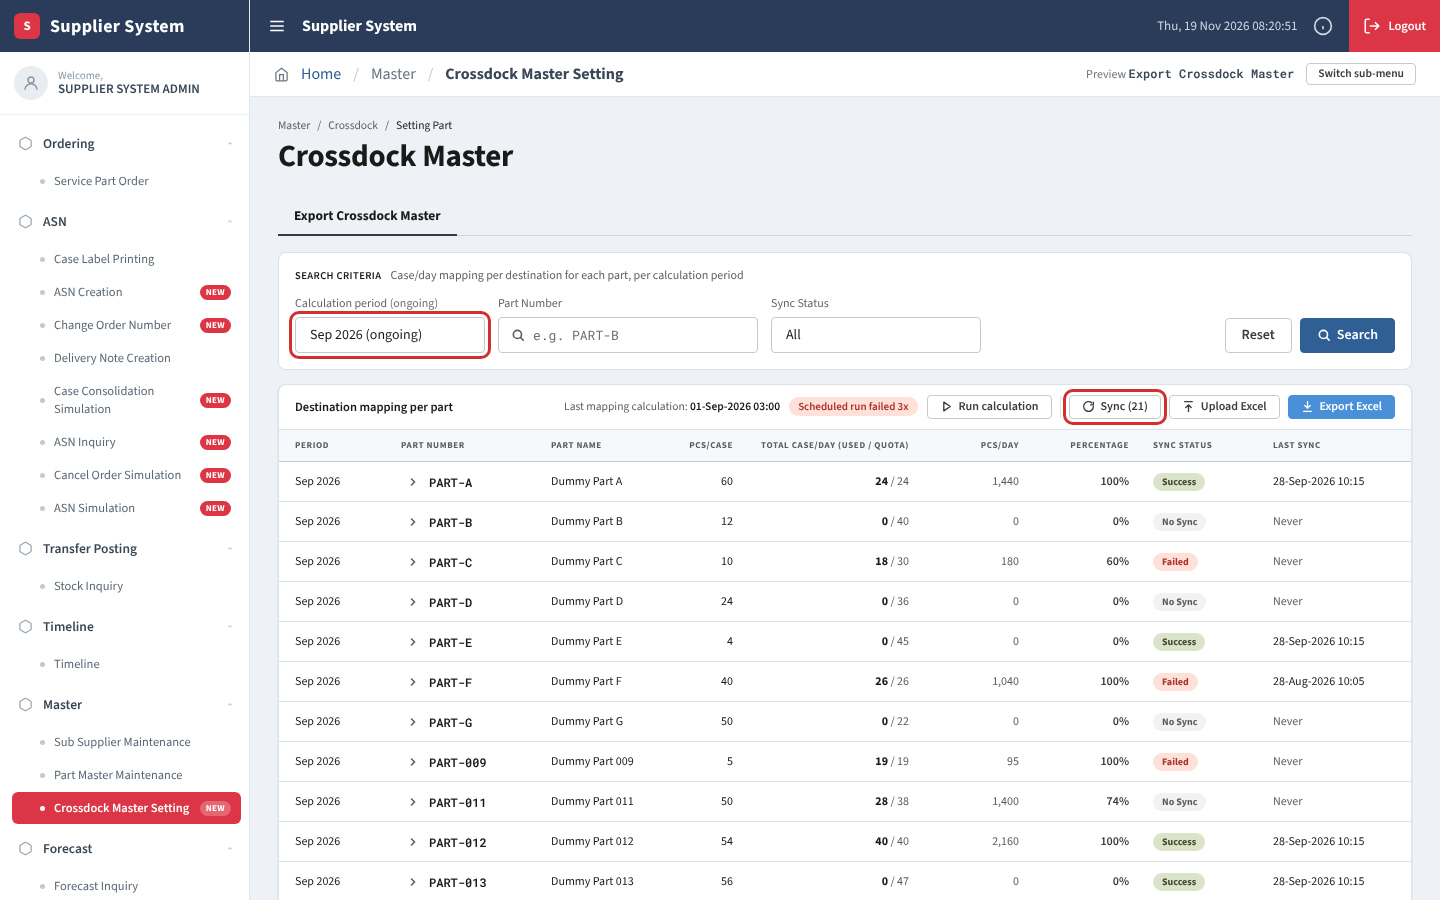 S Supplier System
Supplier System
Thu, 19 Nov 2026 08:20:51
Logout
Welcome,
SUPPLIER SYSTEM ADMIN
Home / Master / Crossdock Master Setting
Preview Export Crossdock Master
Switch sub-menu
Ordering
Service Part Order
ASN
Case Label Printing
ASN Creation NEW
Change Order Number NEW
Delivery Note Creation
Case Consolidation
Simulation NEW
ASN Inquiry NEW
Cancel Order Simulation NEW
ASN Simulation NEW
Transfer Posting
Stock Inquiry
Timeline
Timeline
Master
Sub Supplier Maintenance
Part Master Maintenance
Crossdock Master Setting NEW
Forecast
Forecast Inquiry
Master / Crossdock / Setting Part
Crossdock Master
Export Crossdock Master
SEARCH CRITERIA Case/day mapping per destination for each part, per calculation period
Calculation period (ongoing) Part Number Sync Status
Sep 2026 (ongoing) e.g. PART-B All Reset Search
Destination mapping per part Last mapping calculation: 01-Sep-2026 03:00 Scheduled run failed 3x Run calculation Sync (21) Upload Excel Export Excel
PERIOD PART NUMBER PART NAME PCS/CASE TOTAL CASE/DAY (USED / QUOTA) PCS/DAY PERCENTAGE SYNC STATUS LAST SYNC
Sep 2026 PART-A Dummy Part A 60 24 / 24 1,440 100% Success 28-Sep-2026 10:15
Sep 2026 PART-B Dummy Part B 12 0 / 40 0 0% No Sync Never
Sep 2026 PART-C Dummy Part C 10 18 / 30 180 60% Failed Never
Sep 2026 PART-D Dummy Part D 24 0 / 36 0 0% No Sync Never
Sep 2026 PART-E Dummy Part E 4 0 / 45 0 0% Success 28-Sep-2026 10:15
Sep 2026 PART-F Dummy Part F 40 26 / 26 1,040 100% Failed 28-Aug-2026 10:05
Sep 2026 PART-G Dummy Part G 50 0 / 22 0 0% No Sync Never
Sep 2026 PART-009 Dummy Part 009 5 19 / 19 95 100% Failed Never
Sep 2026 PART-011 Dummy Part 011 50 28 / 38 1,400 74% No Sync Never
Sep 2026 PART-012 Dummy Part 012 54 40 / 40 2,160 100% Success 28-Sep-2026 10:15
Sep 2026 PART-013 Dummy Part 013 56 0 / 47 0 0% Success 28-Sep-2026 10:15